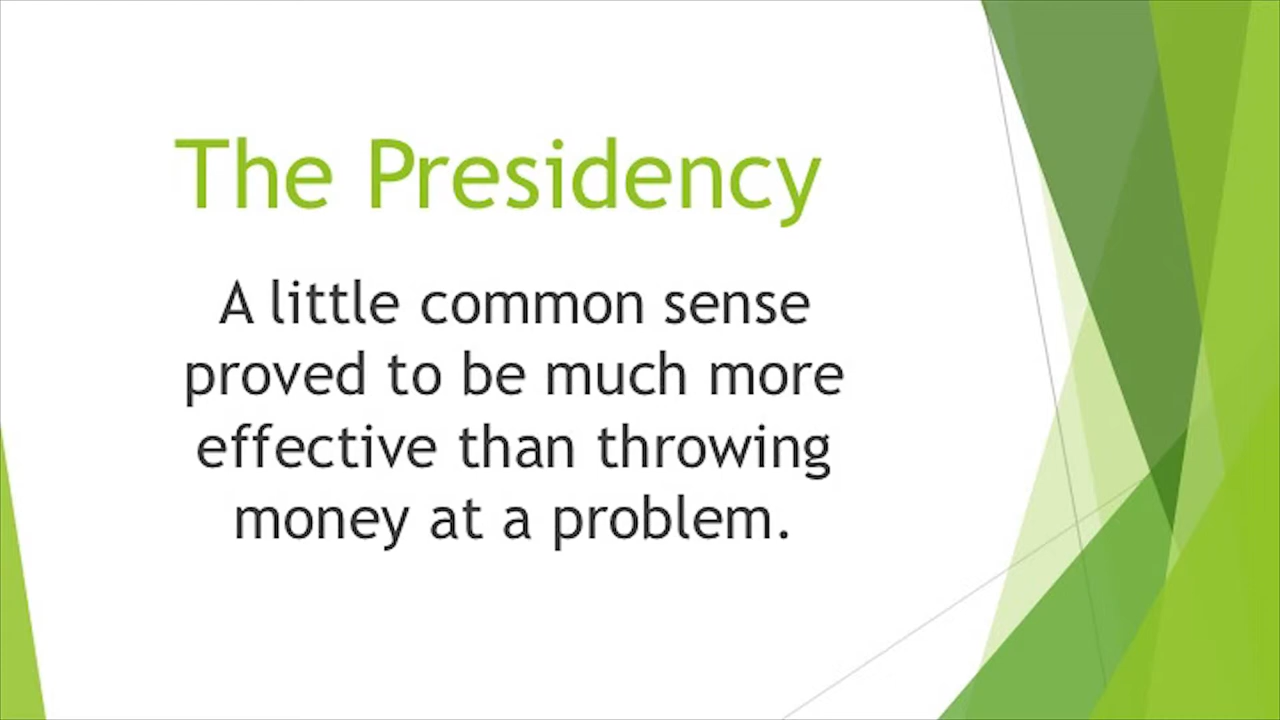 The Presidency
A little common sense
proved to be much more
effective than throwing
money at a problem.